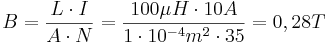 B = \frac{L \cdot I}{A \cdot N} = \frac{100 \mu H \cdot 10A}{1 \cdot 10^{-4} m^2 \cdot 35} = 0,28T